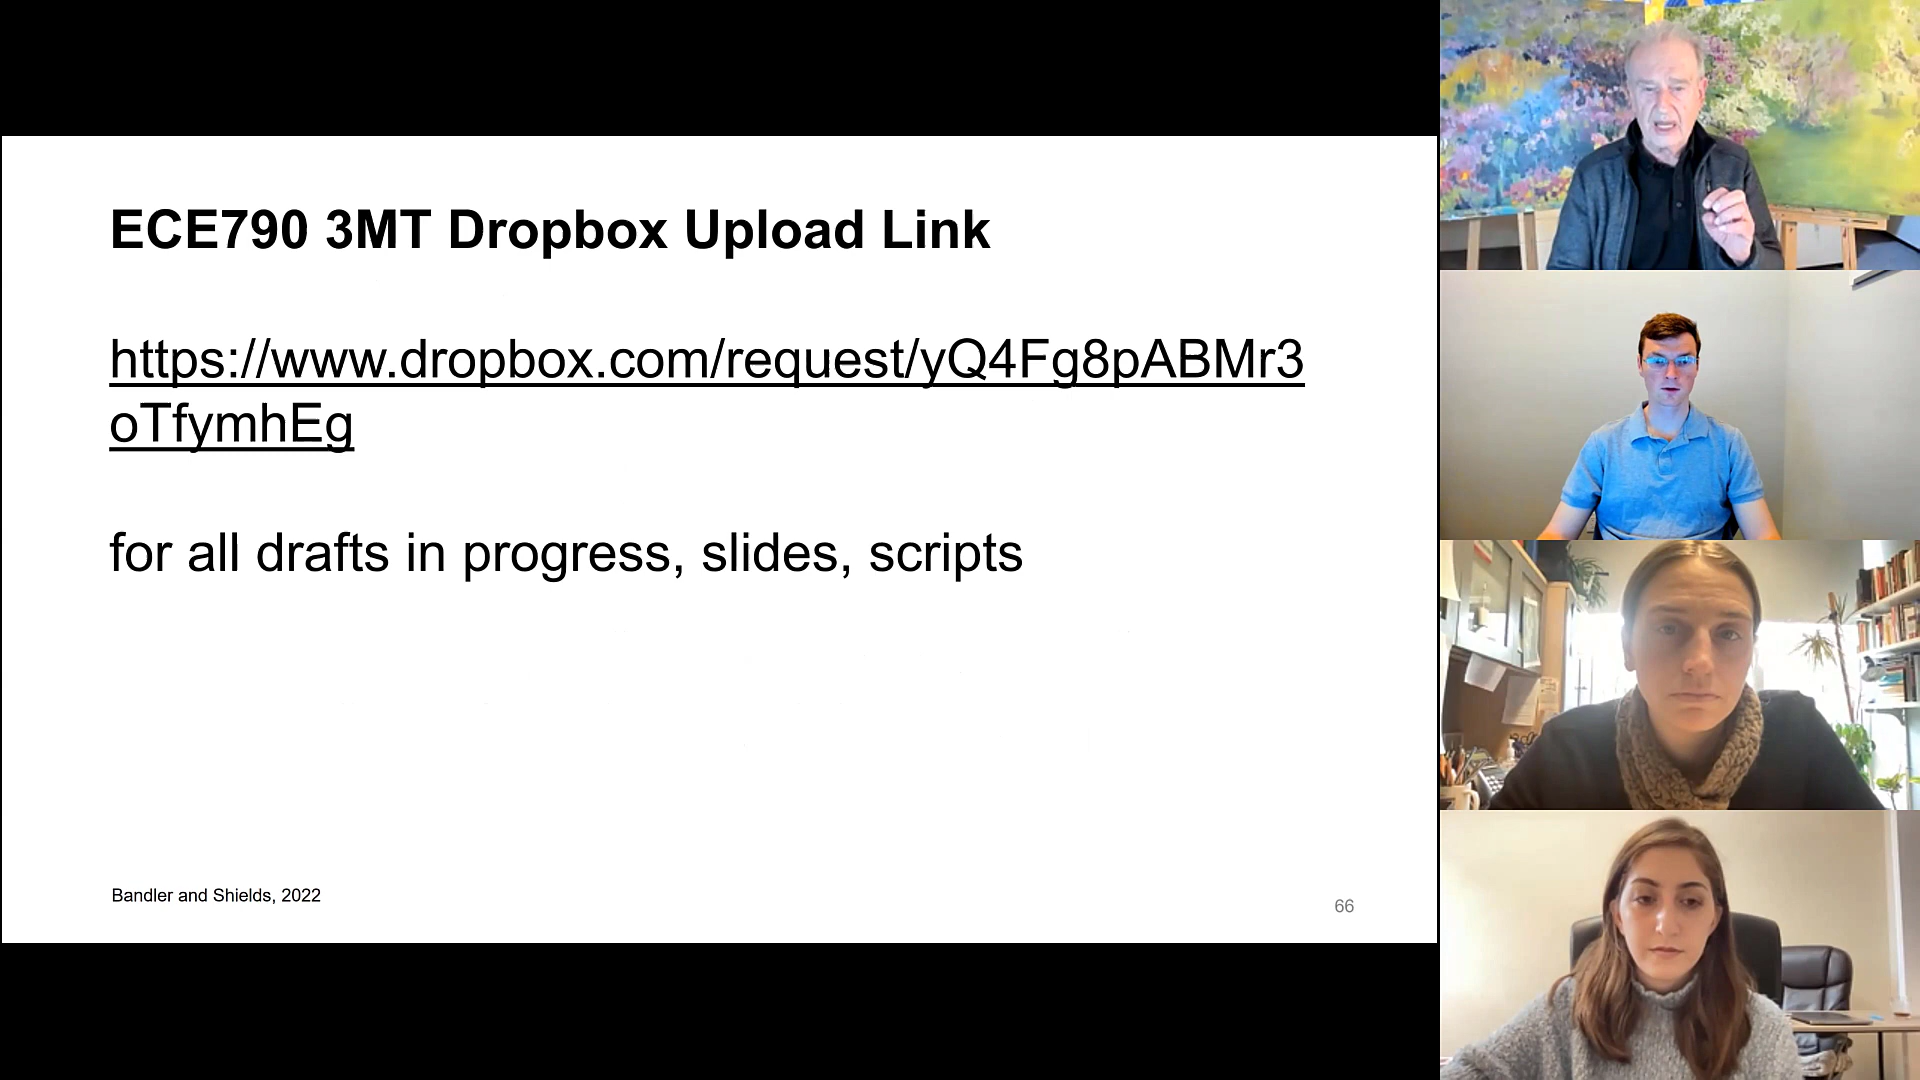 ECE790 3MT Dropbox Upload Link
https://www.dropbox.com/request/yQ4Fg8pABMr3
oTfymhEg
for all drafts in progress, slides, scripts
Bandler and Shields, 2022
66